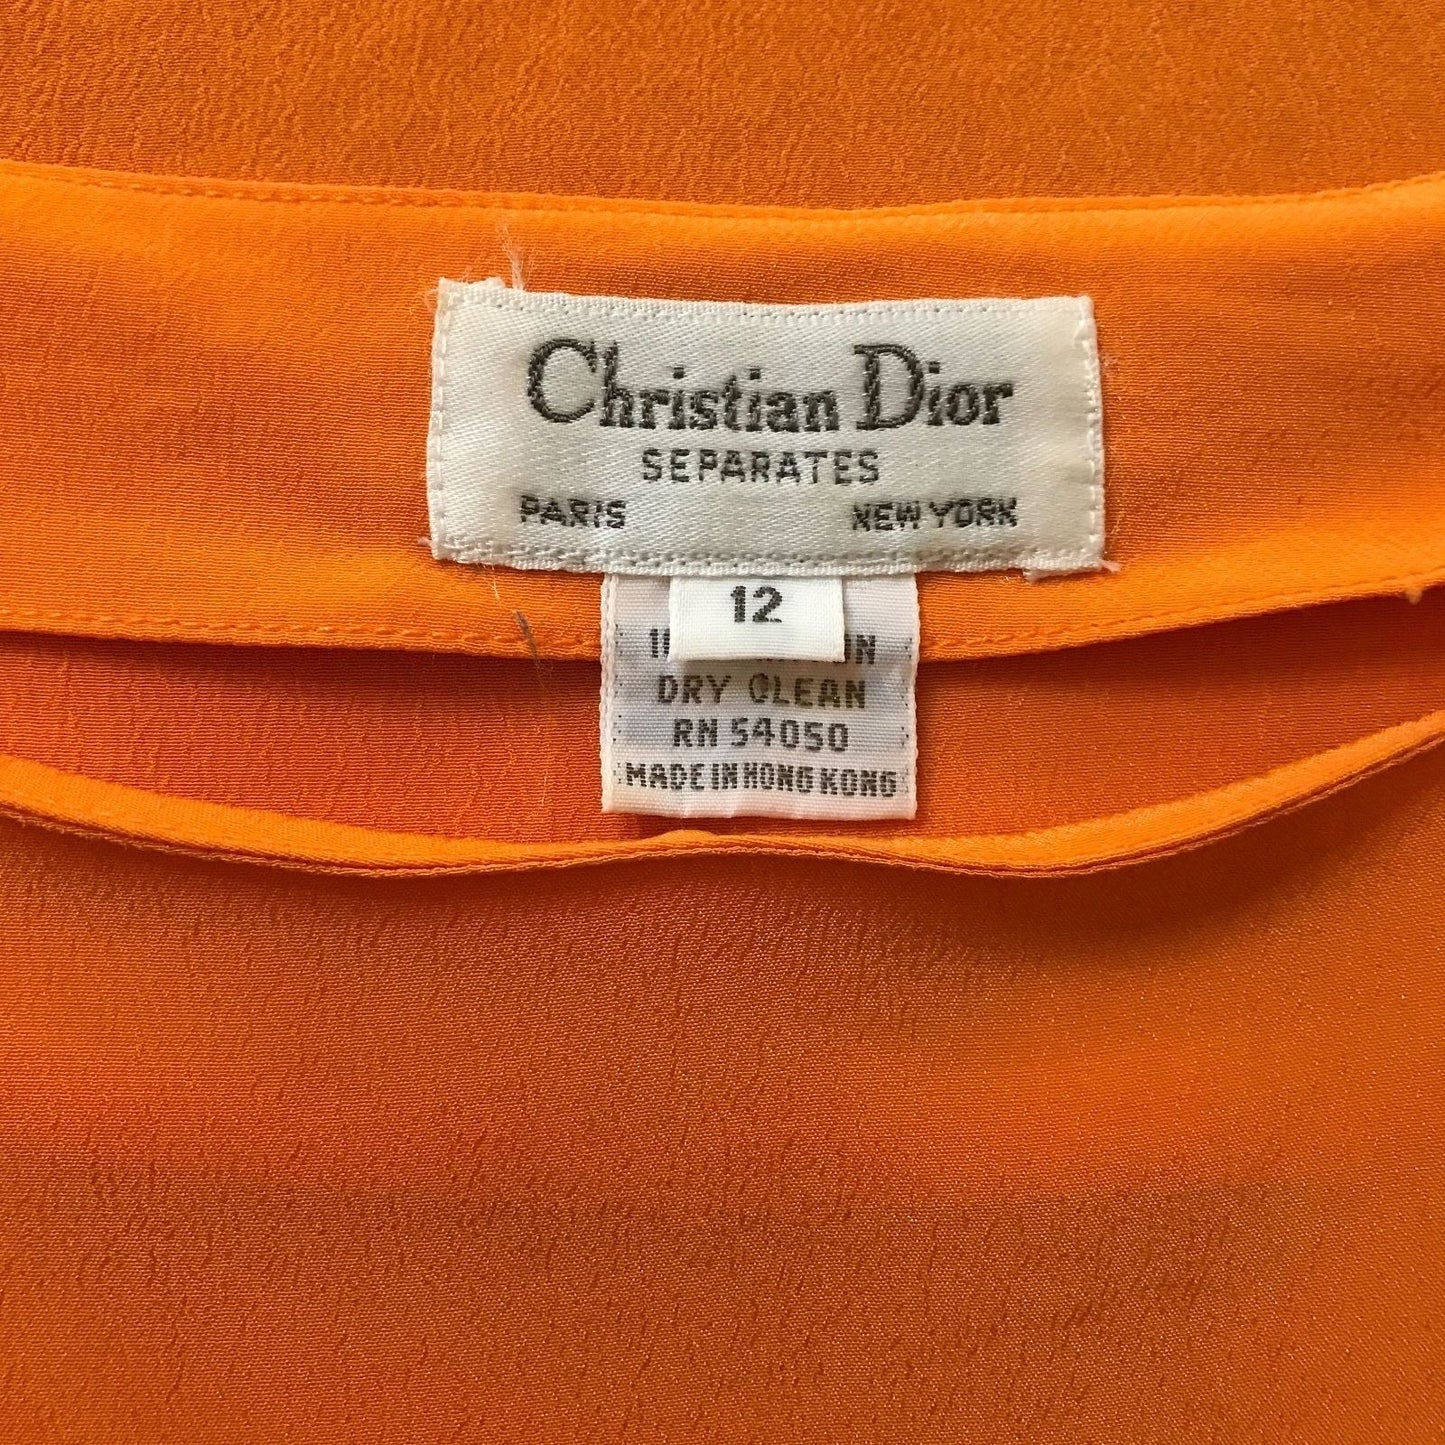 Christian Dior
SEPARATES
PARIS NEW YORK
12
DRY CLEAN
RN 54050
MADE IN HONG KONG